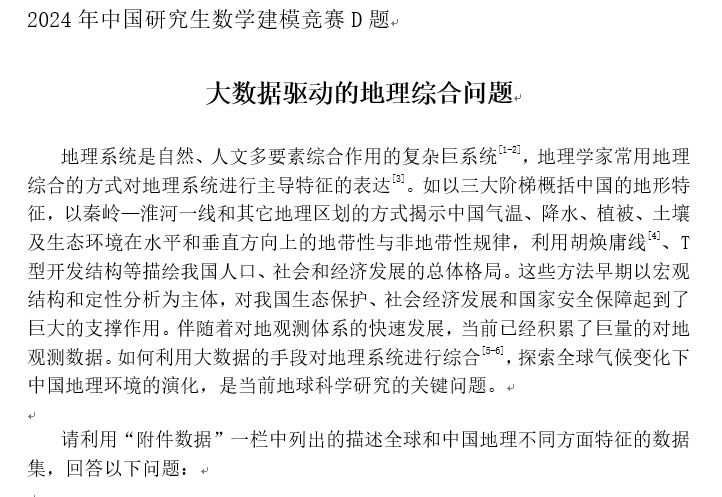 2024 年中国研究生数学建模竞赛 D 题
大数据驱动的地理综合问题
地理系统是自然、人文多要素综合作用的复杂巨系统[1-2]，地理学家常用地理
综合的方式对地理系统进行主导特征的表达[3]。如以三大阶梯概括中国的地形特
征，以秦岭—淮河一线和其它地理区划的方式揭示中国气温、降水、植被、土壤
及生态环境在水平和垂直方向上的地带性与非地带性规律，利用胡焕庸线[4]、T
型开发结构等描绘我国人口、社会和经济发展的总体格局。这些方法早期以宏观
结构和定性分析为主体，对我国生态保护、社会经济发展和国家安全保障起到了
巨大的支撑作用。伴随着对地观测体系的快速发展，当前已经积累了巨量的对地
观测数据。如何利用大数据的手段对地理系统进行综合[5-6]，探索全球气候变化下
中国地理环境的演化，是当前地球科学研究的关键问题。
请利用“附件数据”一栏中列出的描述全球和中国地理不同方面特征的数据
集，回答以下问题：